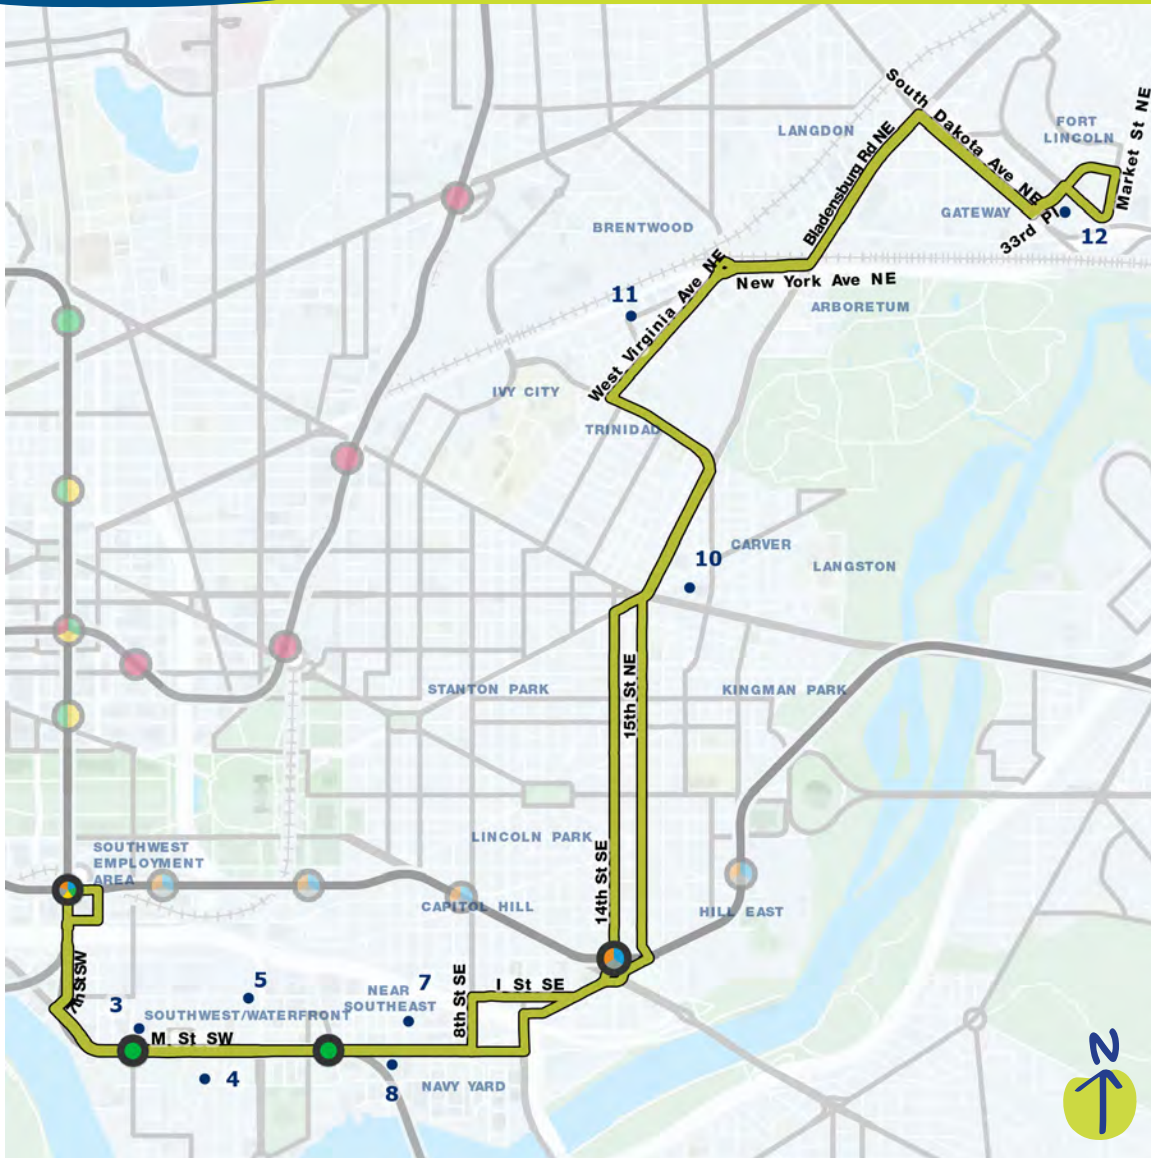 South Dakota Ave NE
Market St NE
FORT
LINCOLN
LANGDON
Bladensburg Rd NE
GATEWAY
33rd Pl
12
BRENTWOOD
West Virginia Ave NE
New York Ave NE
11
ARBORETUM
IVY CITY
TRINIDAD
10
CARVER
LANGSTON
STANTON PARK
15th St NE
KINGMAN PARK
LINCOLN PARK
14th St SE
SOUTHWEST
EMPLOYMENT
AREA
CAPITOL HILL
HILL EAST
7th St SW
8th St SE
I St SE
5
7
NEAR
SOUTHEAST
3
SOUTHWEST/WATERFRONT
M St SW
4
8
NAVY YARD
N